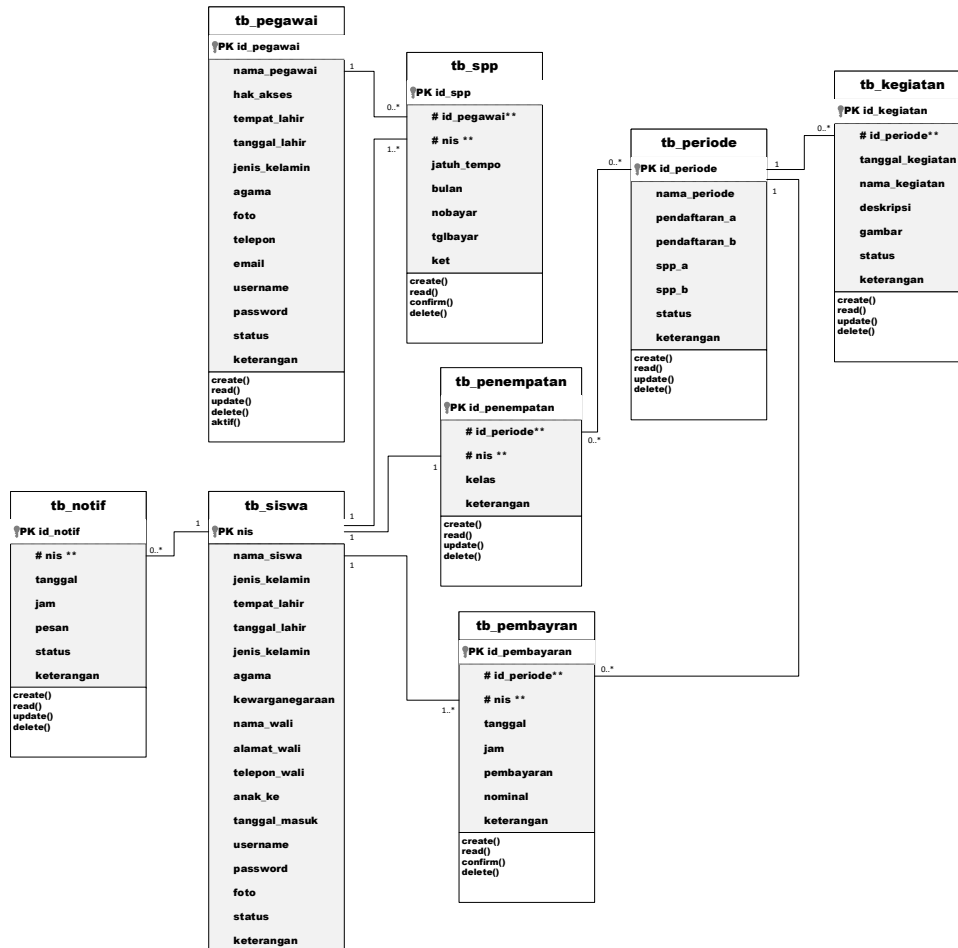 tb_pegawai
PK id_pegawai
nama_pegawai
hak_akses
tempat_lahir
tanggal_lahir
jenis_kelamin
agama
foto
telepon
email
username
password
status
keterangan
create()
read()
update()
delete()
aktif()
1
0..*
tb_spp
PK id_spp
# id_pegawai**
# nis **
jatuh_tempo
bulan
nobayar
tglbayar
ket
create()
read()
confirm()
delete()
1..*
tb_periode
PK id_periode
nama_periode
pendaftaran_a
pendaftaran_b
spp_a
spp_b
status
keterangan
create()
read()
update()
delete()
0..*
1
1
0..*
tb_kegiatan
PK id_kegiatan
# id_periode**
tanggal_kegiatan
nama_kegiatan
deskripsi
gambar
status
keterangan
create()
read()
update()
delete()
tb_penempatan
PK id_penempatan
# id_periode**
# nis **
kelas
keterangan
create()
read()
update()
delete()
0..*
1
tb_notif
PK id_notif
# nis **
tanggal
jam
pesan
status
keterangan
create()
read()
update()
delete()
0..*
1
tb_siswa
PK nis
nama_siswa
jenis_kelamin
tempat_lahir
tanggal_lahir
jenis_kelamin
agama
kewarganegaraan
nama_wali
alamat_wali
telepon_wali
anak_ke
tanggal_masuk
username
password
foto
status
keterangan
1
1
1
tb_pembayran
PK id_pembayaran
# id_periode**
# nis **
tanggal
jam
pembayaran
nominal
keterangan
create()
read()
confirm()
delete()
0..*
1..*